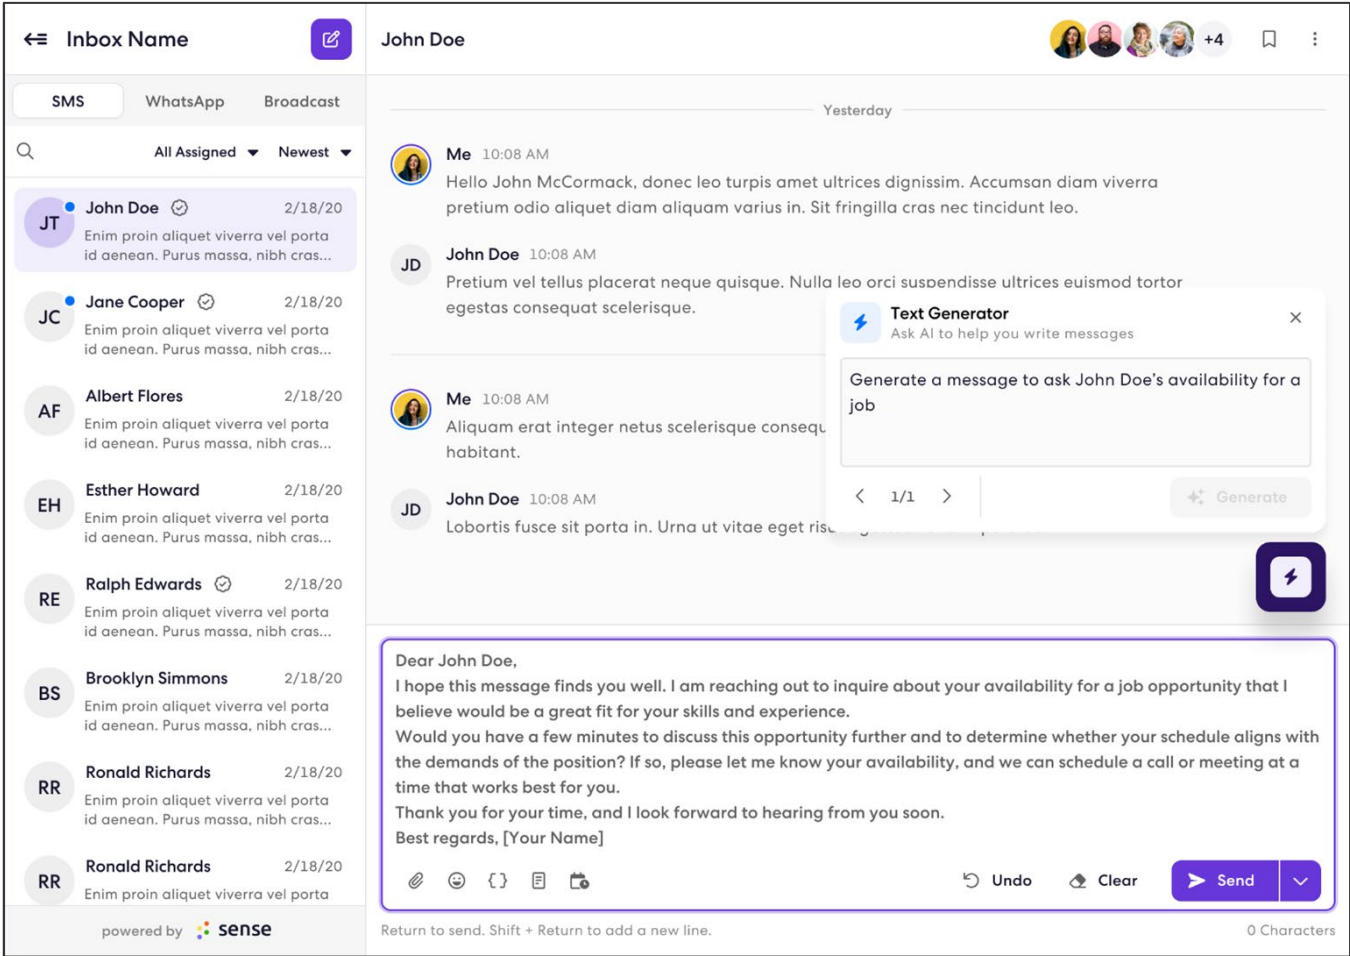 Inbox Name
SMS
WhatsApp
Broadcast
All Assigned
Newest
JT
John Doe
2/18/20
Enim proin aliquet viverra vel porta
id aenean. Purus massa, nibh cras...
JC
Jane Cooper
2/18/20
Enim proin aliquet viverra vel porta
id aenean. Purus massa, nibh cras...
AF
Albert Flores
2/18/20
Enim proin aliquet viverra vel porta
id aenean. Purus massa, nibh cras...
EH
Esther Howard
2/18/20
Enim proin aliquet viverra vel porta
id aenean. Purus massa, nibh cras...
RE
Ralph Edwards
2/18/20
Enim proin aliquet viverra vel porta
id aenean. Purus massa, nibh cras...
BS
Brooklyn Simmons
2/18/20
Enim proin aliquet viverra vel porta
id aenean. Purus massa, nibh cras...
RR
Ronald Richards
2/18/20
Enim proin aliquet viverra vel porta
id aenean. Purus massa, nibh cras...
RR
Ronald Richards
2/18/20
Enim proin aliquet viverra vel porta
powered by sense
John Doe
+4
Yesterday
Me 10:08 AM
Hello John McCormack, donec leo turpis amet ultrices dignissim. Accumsan diam viverra
pretium odio aliquet diam aliquam varius in. Sit fringilla cras nec tincidunt leo.
JD
John Doe 10:08 AM
Pretium vel tellus placerat neque quisque. Nulla leo orci suspendisse ultrices euismod tortor
egestas consequat scelerisque.
Me 10:08 AM
Aliquam erat integer netus scelerisque consequ
habitant.
JD
John Doe 10:08 AM
Lobortis fusce sit porta in. Urna ut vitae eget
Text Generator
Ask AI to help you write messages
Generate a message to ask John Doe's availability for a
job
1/1
Generate
Dear John Doe,
I hope this message finds you well. I am reaching out to inquire about your availability for a job opportunity that I
believe would be a great fit for your skills and experience.
Would you have a few minutes to discuss this opportunity further and to determine whether your schedule aligns with
the demands of the position? If so, please let me know your availability, and we can schedule a call or meeting at a
time that works best for you.
Thank you for your time, and I look forward to hearing from you soon.
Best regards, [Your Name]
{}
Undo
Clear
Send
Return to send. Shift + Return to add a new line.
0 Characters